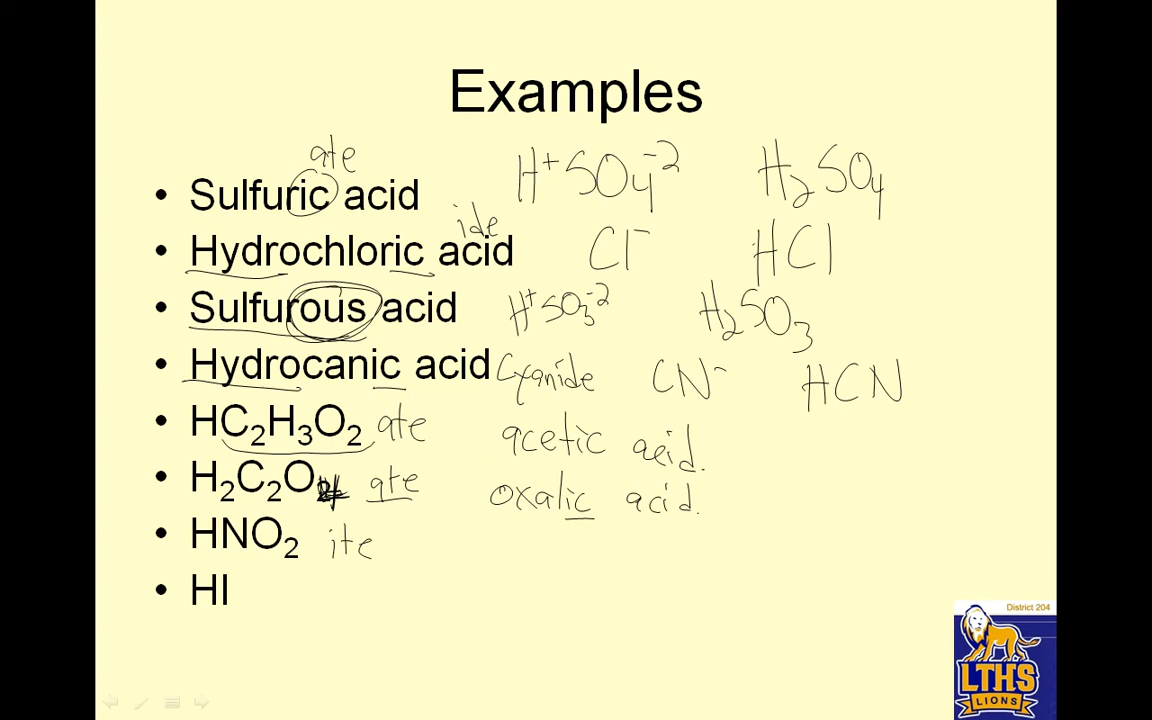 Examples
ate
• Sulfuric acid H⁺SO₄⁻² H₂SO₄
ide
• Hydrochloric acid Cl⁻ HCl
• Sulfurous acid H⁺SO₃⁻² H₂SO₃
• Hydrocanic acid Cyanide CN⁻ HCN
• HC₂H₃O₂ ate acetic acid.
• H₂C₂O₄ ate oxalic acid.
• HNO₂ ite
• HI
District 204
LTHS
LIONS